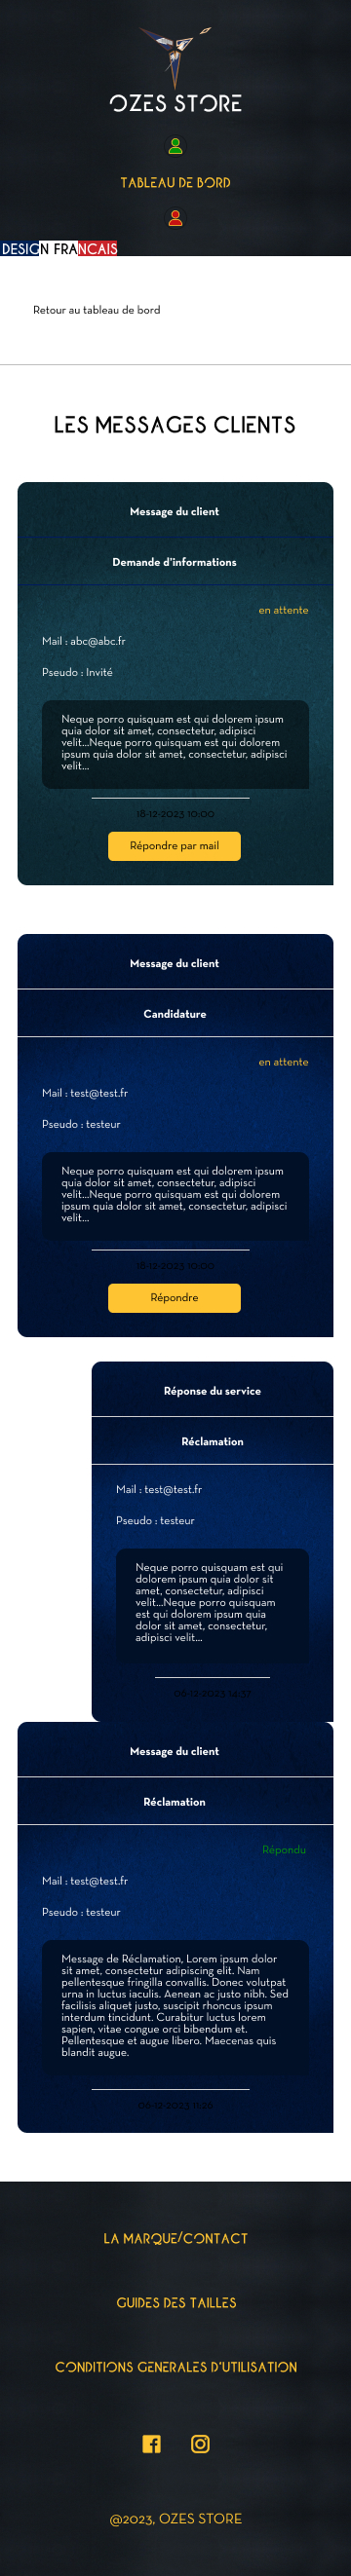 OZES STORE
TABLEAU DE BORD
DESIGN FRANCAIS
Retour au tableau de bord
LES MESSAGES CLIENTS
Message du client
Demande d'informations
en attente
Mail : abc@abc.fr
Pseudo : Invité
Neque porro quisquam est qui dolorem ipsum
quia dolor sit amet, consectetur, adipisci
velit...Neque porro quisquam est qui dolorem
ipsum quia dolor sit amet, consectetur, adipisci
velit...
18-12-2023 10:00
Répondre par mail
Message du client
Candidature
en attente
Mail : test@test.fr
Pseudo : testeur
Neque porro quisquam est qui dolorem ipsum
quia dolor sit amet, consectetur, adipisci
velit...Neque porro quisquam est qui dolorem
ipsum quia dolor sit amet, consectetur, adipisci
velit...
18-12-2023 10:00
Répondre
Réponse du service
Réclamation
Mail : test@test.fr
Pseudo : testeur
Neque porro quisquam est qui
dolorem ipsum quia dolor sit
amet, consectetur, adipisci
velit...Neque porro quisquam
est qui dolorem ipsum quia
dolor sit amet, consectetur,
adipisci velit...
Message du client
Réclamation
Répondu
Mail : test@test.fr
Pseudo : testeur
Message de Réclamation, Lorem ipsum dolor
sit amet, consectetur adipiscing elit. Nam
pellentesque fringilla convallis. Donec volutpat
urna in luctus iaculis. Aenean ac justo nibh. Sed
facilisis aliquet justo, suscipit rhoncus ipsum
interdum tincidunt. Curabitur luctus lorem
sapien, vitae congue orci bibendum et.
Pellentesque et augue libero. Maecenas quis
blandit augue.
LA MARQUE/CONTACT
GUIDES DES TAILLES
CONDITIONS GENERALES D'UTILISATION
@2023, OZES STORE